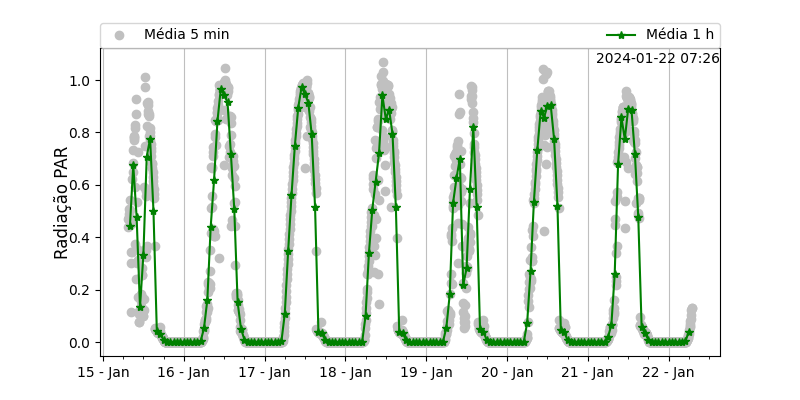 Média 5 min
Média 1 h
2024-01-22 07:26
Radiação PAR
1.0
0.8
0.6
0.4
0.2
0.0
15 - Jan
16 - Jan
17 - Jan
18 - Jan
19 - Jan
20 - Jan
21 - Jan
22 - Jan